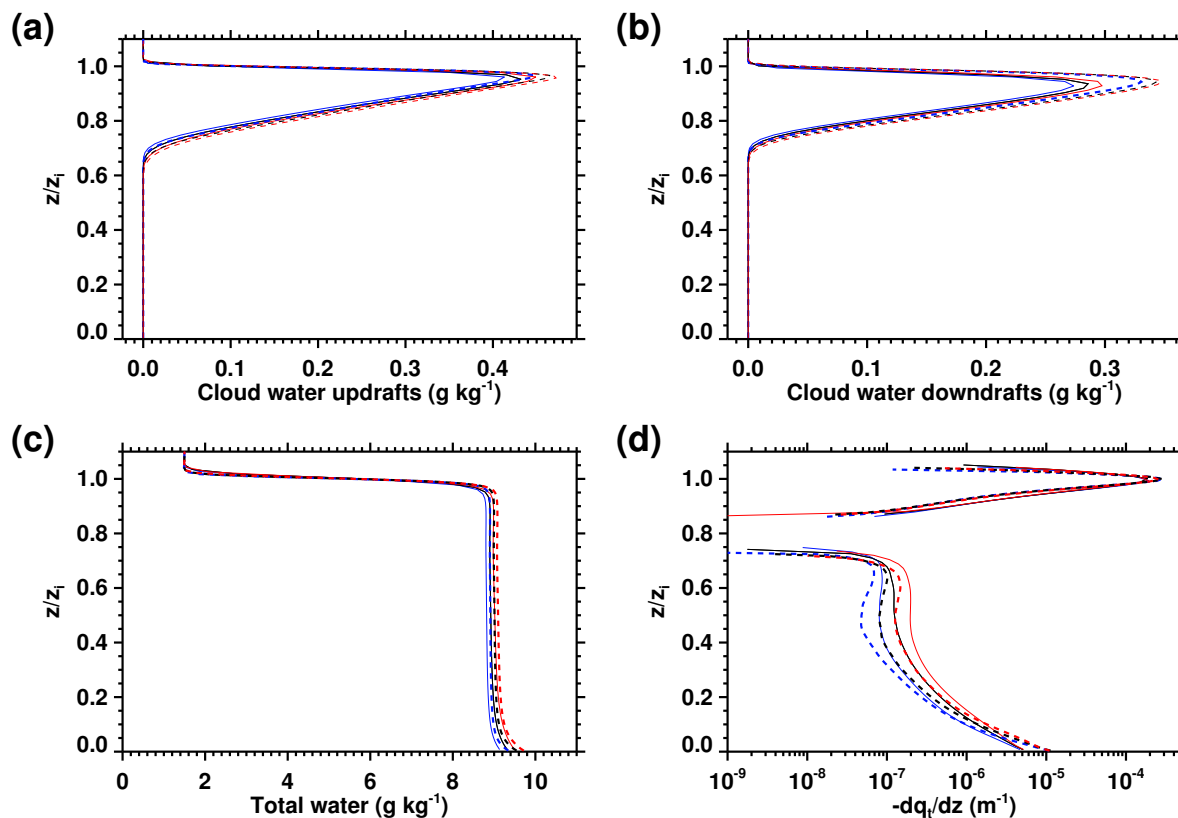 (a)
1.0
0.8
0.6
0.4
0.2
0.0
z/zi
0.0 0.1 0.2 0.3 0.4
Cloud water updrafts (g kg-1)
(b)
1.0
0.8
0.6
0.4
0.2
0.0
z/zi
0.0 0.1 0.2 0.3
Cloud water downdrafts (g kg-1)
(c)
1.0
0.8
0.6
0.4
0.2
0.0
z/zi
0 2 4 6 8 10
Total water (g kg-1)
(d)
1.0
0.8
0.6
0.4
0.2
0.0
z/zi
10-9 10-8 10-7 10-6 10-5 10-4
-dqt/dz (m-1)